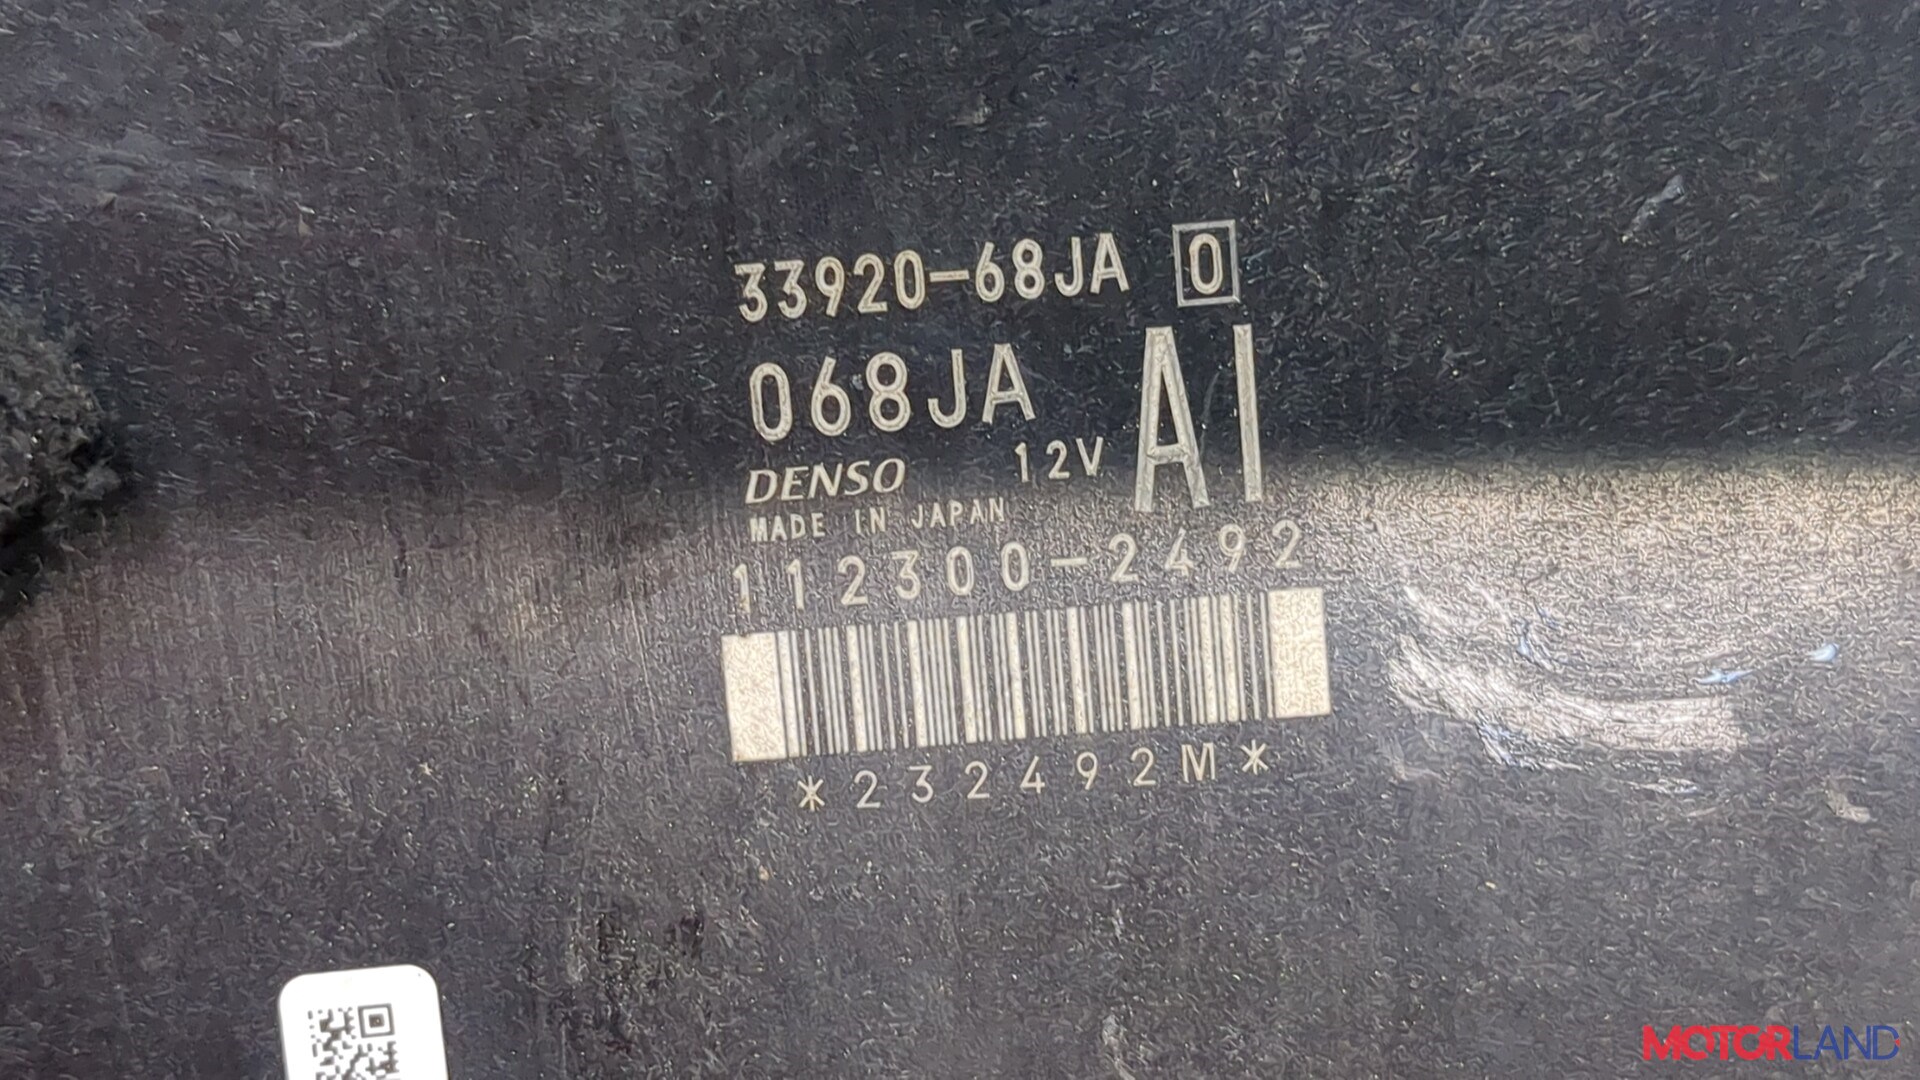 33920-68JA 0
068JA AI
DENSO 12V
MADE IN JAPAN
112300-2492
*232492M*
MOTORLAND